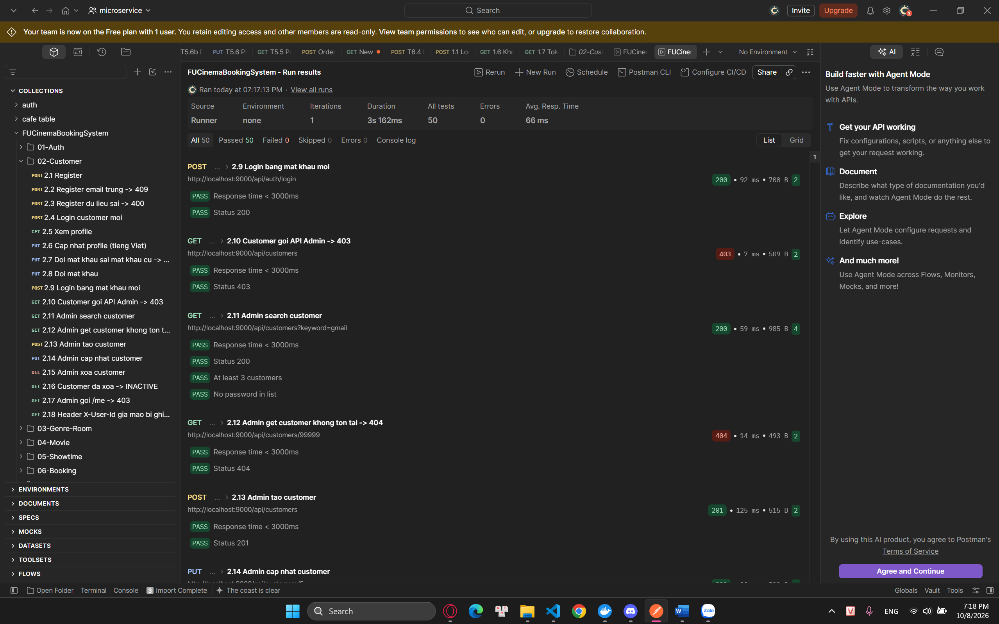 microservice
Search
Invite
Upgrade
Your team is now on the Free plan with 1 user. You retain editing access and other members are read-only. View team permissions to see who can edit, or upgrade to restore collaboration.
T5.6b
PUT T5.6
GET T5.5
POST Order
GET New
POST T6.4
POST 1.1
GET 1.6
GET 1.7
02-Cus
FUCiner
FUCiner
No Environment
AI
FUCinemaBookingSystem - Run results
Rerun
New Run
Schedule
Postman CLI
Configure CI/CD
Share
Ran today at 07:17:13 PM · View all runs
Source Environment Iterations Duration All tests Errors Avg. Resp. Time
Runner none 1 3s 162ms 50 0 66 ms
All 50 Passed 50 Failed 0 Skipped 0 Errors 0 Console log
List Grid
1
COLLECTIONS
auth
cafe table
FUCinemaBookingSystem
01-Auth
02-Customer
POST 2.1 Register
POST 2.2 Register email trung -> 409
POST 2.3 Register du lieu sai -> 400
POST 2.4 Login customer moi
GET 2.5 Xem profile
PUT 2.6 Cap nhat profile (tieng Viet)
PUT 2.7 Doi mat khau sai mat khau cu -> ...
PUT 2.8 Doi mat khau
POST 2.9 Login bang mat khau moi
GET 2.10 Customer goi API Admin -> 403
GET 2.11 Admin search customer
GET 2.12 Admin get customer khong ton t...
POST 2.13 Admin tao customer
PUT 2.14 Admin cap nhat customer
DEL 2.15 Admin xoa customer
GET 2.16 Customer da xoa -> INACTIVE
GET 2.17 Admin goi /me -> 403
GET 2.18 Header X-User-Id gia mao bi ghi...
03-Genre-Room
04-Movie
05-Showtime
06-Booking
ENVIRONMENTS
DOCUMENTS
SPECS
MOCKS
DATASETS
TOOLSETS
FLOWS
POST ... > 2.9 Login bang mat khau moi
http://localhost:9000/api/auth/login
200 • 92 ms • 700 B 2
PASS Response time < 3000ms
PASS Status 200
GET ... > 2.10 Customer goi API Admin -> 403
http://localhost:9000/api/customers
403 • 7 ms • 509 B 2
PASS Response time < 3000ms
PASS Status 403
GET ... > 2.11 Admin search customer
http://localhost:9000/api/customers?keyword=gmail
200 • 59 ms • 985 B 4
PASS Response time < 3000ms
PASS Status 200
PASS At least 3 customers
PASS No password in list
GET ... > 2.12 Admin get customer khong ton tai -> 404
http://localhost:9000/api/customers/99999
404 • 14 ms • 493 B 2
PASS Response time < 3000ms
PASS Status 404
POST ... > 2.13 Admin tao customer
http://localhost:9000/api/customers
201 • 125 ms • 515 B 2
PASS Response time < 3000ms
PASS Status 201
PUT ... > 2.14 Admin cap nhat customer
Build faster with Agent Mode
Use Agent Mode to transform the way you work
with APIs.
Get your API working
Fix configurations, scripts, or anything else to
get your request working.
Document
Describe what type of documentation you'd
like, and watch Agent Mode do the rest.
Explore
Let Agent Mode configure requests and
identify use-cases.
And much more!
Use Agent Mode across Flows, Monitors,
Mocks, and more!
By using this AI product, you agree to Postman's
Terms of Service
Agree and Continue
Open Folder Terminal Console 3 Import Complete The coast is clear
Globals Vault Tools
Search
Zalo
V
ENG
7:18 PM
10/8/2026